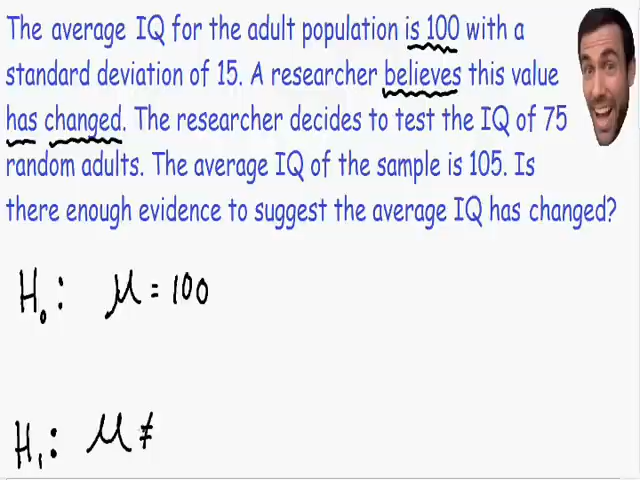 The average IQ for the adult population is 100 with a
standard deviation of 15. A researcher believes this value
has changed. The researcher decides to test the IQ of 75
random adults. The average IQ of the sample is 105. Is
there enough evidence to suggest the average IQ has changed?
H₀: μ = 100
H₁: μ ≠